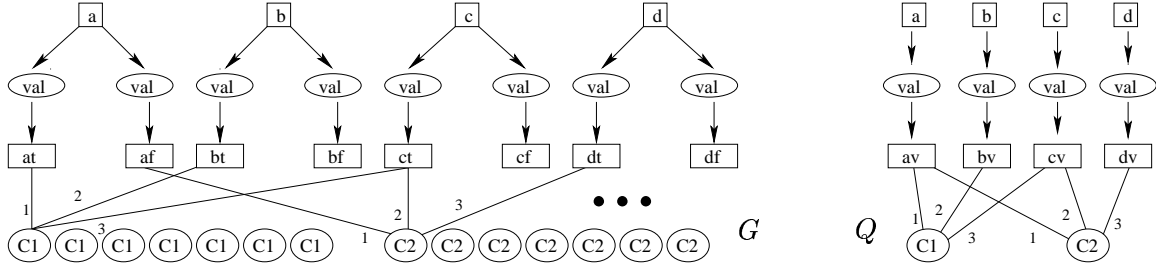 a b c d a b c d
val val val val val val val val val val val val
at af bt bf ct cf dt df av bv cv dv
1 2 3 1 2 3 1 2 3 1 2 3
C1 C1 C1 C1 C1 C1 C1 C2 C2 C2 C2 C2 C2 C2 G Q C1 C2